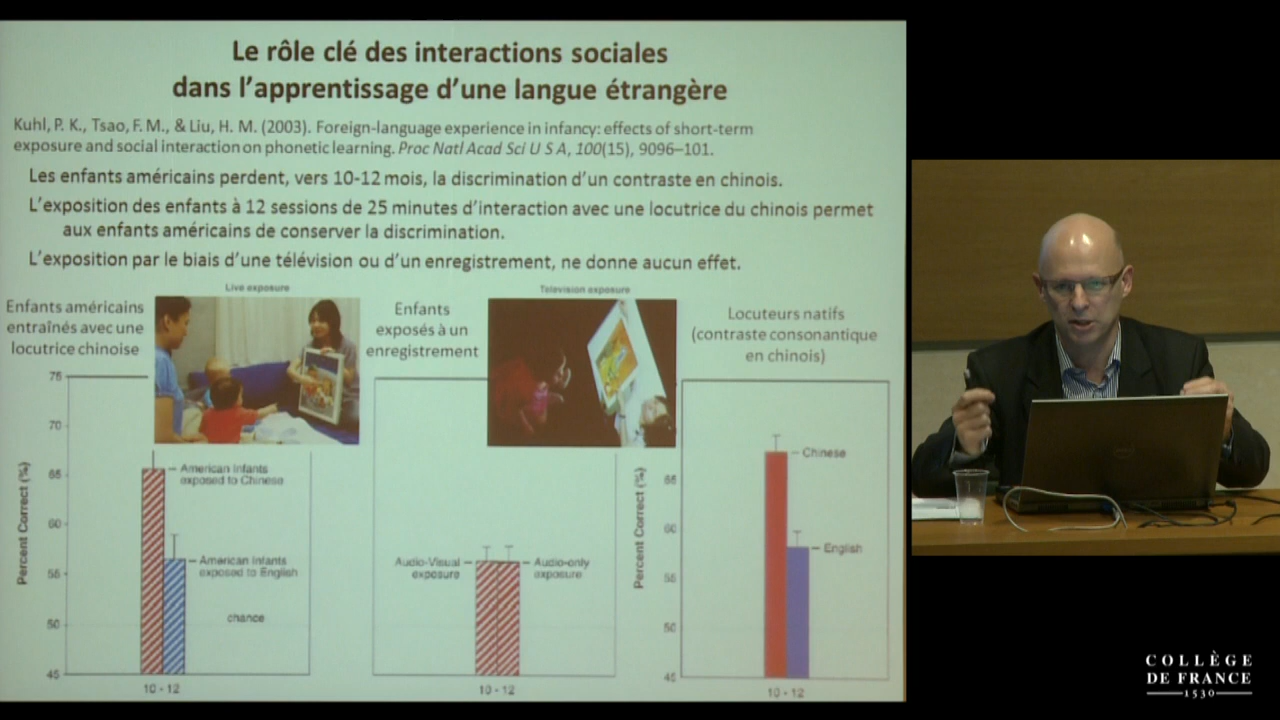 Le rôle clé des interactions sociales
dans l'apprentissage d'une langue étrangère
Kuhl, P. K., Tsao, F. M., & Liu, H. M. (2003). Foreign-language experience in infancy: effects of short-term
exposure and social interaction on phonetic learning. Proc Natl Acad Sci U S A, 100(15), 9096–101.
Les enfants américains perdent, vers 10-12 mois, la discrimination d'un contraste en chinois.
L'exposition des enfants à 12 sessions de 25 minutes d'interaction avec une locutrice du chinois permet
aux enfants américains de conserver la discrimination.
L'exposition par le biais d'une télévision ou d'un enregistrement, ne donne aucun effet.
Enfants américains
entraînés avec une
locutrice chinoise
Live exposure
Enfants
exposés à un
enregistrement
Television exposure
Locuteurs natifs
(contraste consonantique
en chinois)
Percent Correct (%)
75
70
65
60
55
50
45
American Infants
exposed to Chinese
American Infants
exposed to English
chance
10 - 12
Audio-Visual
exposure
Audio-only
exposure
10 - 12
Percent Correct (%)
65
60
55
50
45
Chinese
English
10 - 12
COLLÈGE
DE FRANCE
1530